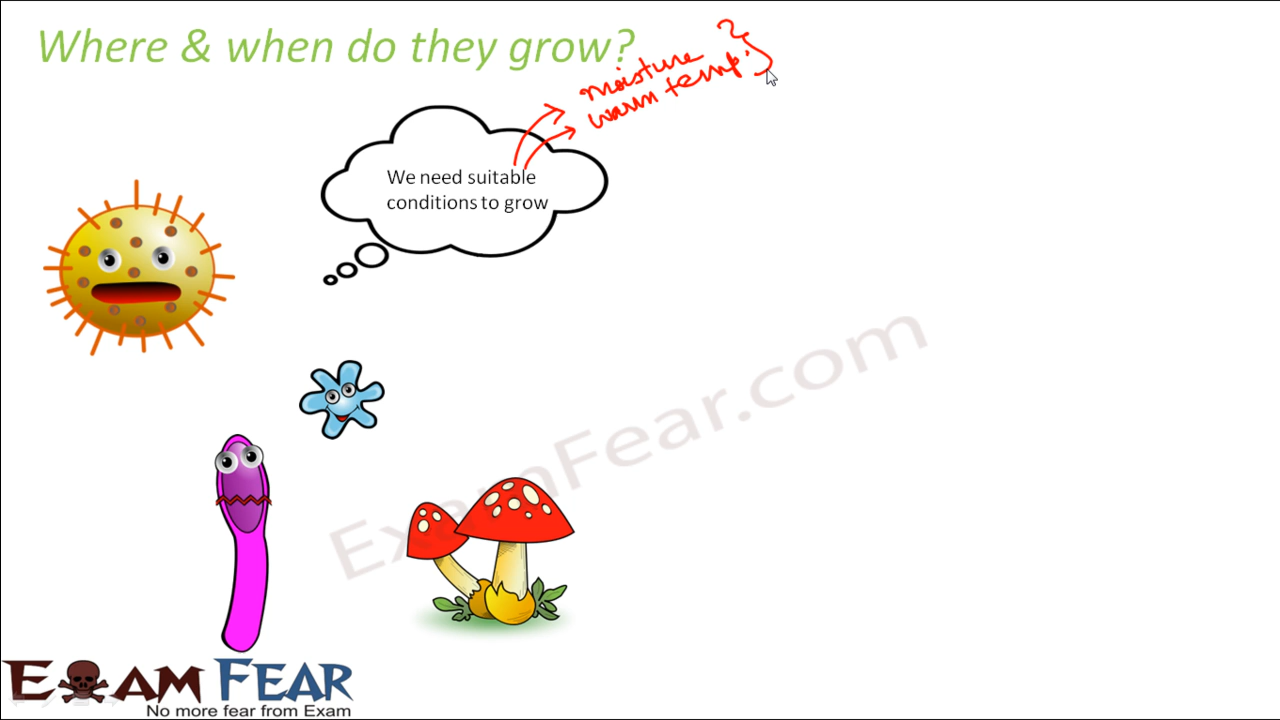 Where & when do they grow?
moisture
warm temp.
We need suitable
conditions to grow
ExamFear.com
EXAM FEAR
No more fear from Exam